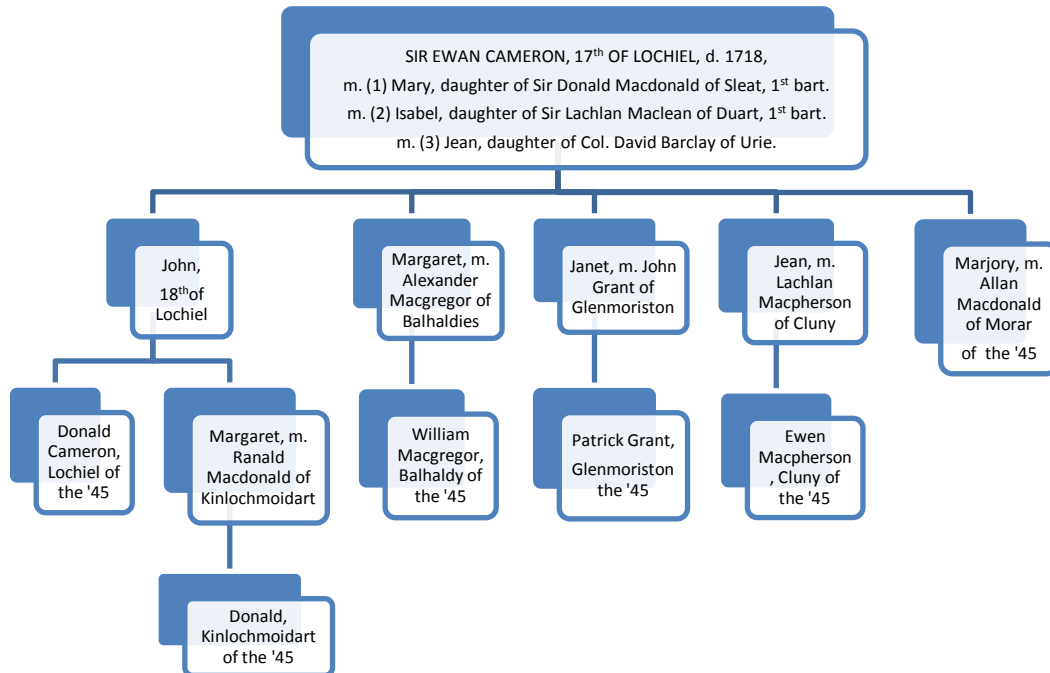 SIR EWAN CAMERON, 17th OF LOCHIEL, d. 1718,
m. (1) Mary, daughter of Sir Donald Macdonald of Sleat, 1st bart.
m. (2) Isabel, daughter of Sir Lachlan Maclean of Duart, 1st bart.
m. (3) Jean, daughter of Col. David Barclay of Urie.
John,
18thof
Lochiel
Margaret, m.
Alexander
Macgregor of
Balhaldies
Janet, m. John
Grant of
Glenmoriston
Jean, m.
Lachlan
Macpherson
of Cluny
Marjory, m.
Allan
Macdonald
of Morar
of the '45
Donald
Cameron,
Lochiel of
the '45
Margaret, m.
Ranald
Macdonald of
Kinlochmoidart
William
Macgregor,
Balhaldy of
the '45
Patrick Grant,
Glenmoriston
the '45
Ewen
Macpherson
, Cluny of
the '45
Donald,
Kinlochmoidart
of the '45